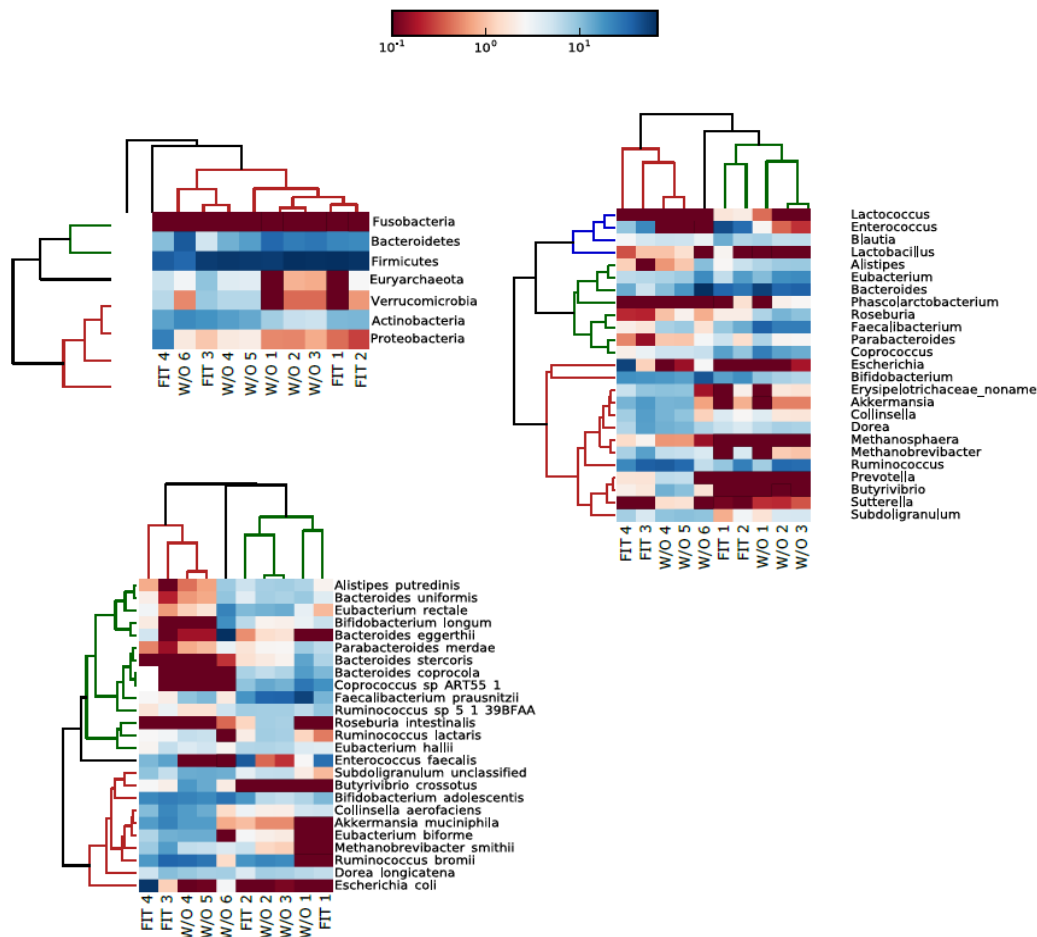 10^-1 10^0 10^1
Fusobacteria
Bacteroidetes
Firmicutes
Euryarchaeota
Verrucomicrobia
Actinobacteria
Proteobacteria
FIT 4 W/O 6 FIT 3 W/O 4 W/O 5 W/O 1 W/O 2 W/O 3 FIT 1 FIT 2
Lactococcus
Enterococcus
Blautia
Lactobacillus
Alistipes
Eubacterium
Bacteroides
Phascolarctobacterium
Roseburia
Faecalibacterium
Parabacteroides
Coprococcus
Escherichia
Bifidobacterium
Erysipelotrichaceae_noname
Akkermansia
Collinsella
Dorea
Methanosphaera
Methanobrevibacter
Ruminococcus
Prevotella
Butyrivibrio
Sutterella
Subdoligranulum
FIT 4 FIT 3 W/O 4 W/O 5 W/O 6 FIT 1 FIT 2 W/O 1 W/O 2 W/O 3
Alistipes putredinis
Bacteroides uniformis
Eubacterium rectale
Bifidobacterium longum
Bacteroides eggerthii
Parabacteroides merdae
Bacteroides stercoris
Bacteroides coprocola
Coprococcus sp ART55 1
Faecalibacterium prausnitzii
Ruminococcus sp 5 1 39BFAA
Roseburia intestinalis
Ruminococcus lactaris
Eubacterium hallii
Enterococcus faecalis
Subdoligranulum unclassified
Butyrivibrio crossotus
Bifidobacterium adolescentis
Collinsella aerofaciens
Akkermansia muciniphila
Eubacterium biforme
Methanobrevibacter smithii
Ruminococcus bromii
Dorea longicatena
Escherichia coli
FIT 4 FIT 3 W/O 4 W/O 5 W/O 6 FIT 2 W/O 2 W/O 3 W/O 1 FIT 1